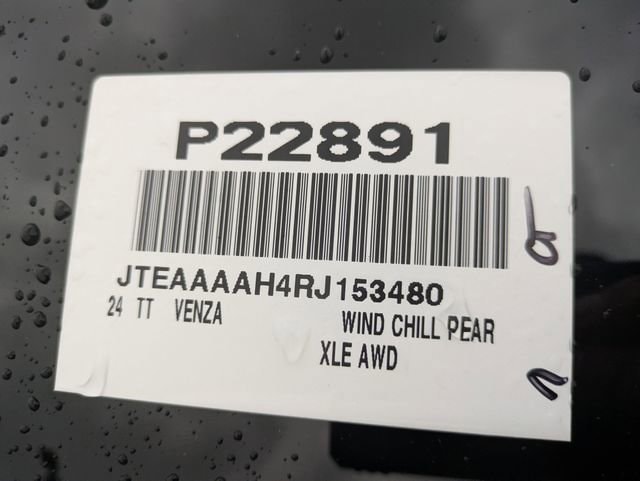 P22891
JTEAAAAH4RJ153480
24 TT VENZA WIND CHILL PEAR
XLE AWD